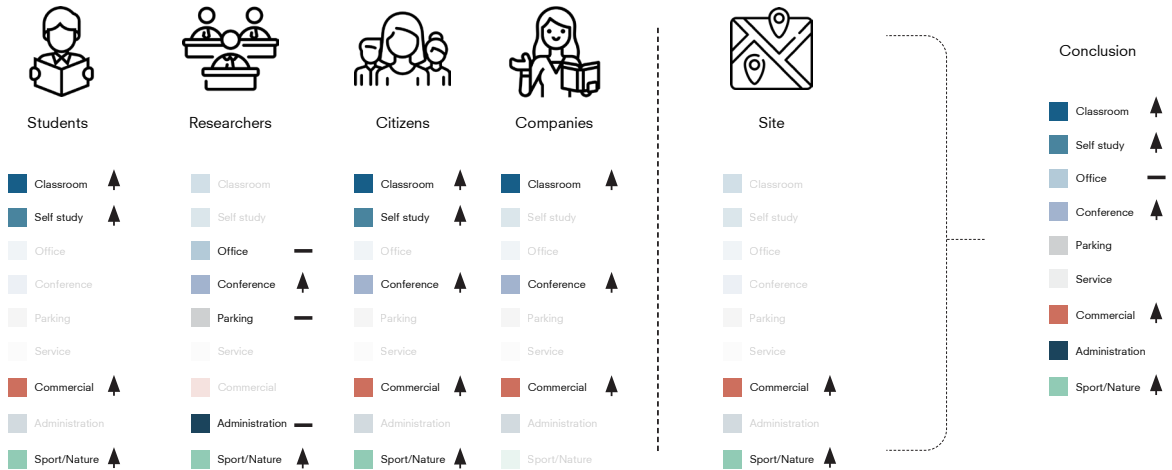 Conclusion
Students
Researchers
Citizens
Companies
Site
Classroom
Self study
Office
Conference
Parking
Service
Commercial
Administration
Sport/Nature
Classroom
Self study
Office
Conference
Parking
Service
Commercial
Administration
Sport/Nature
Classroom
Self study
Office
Conference
Parking
Service
Commercial
Administration
Sport/Nature
Classroom
Self study
Office
Conference
Parking
Service
Commercial
Administration
Sport/Nature
Classroom
Self study
Office
Conference
Parking
Service
Commercial
Administration
Sport/Nature
Classroom
Self study
Office
Conference
Parking
Service
Commercial
Administration
Sport/Nature